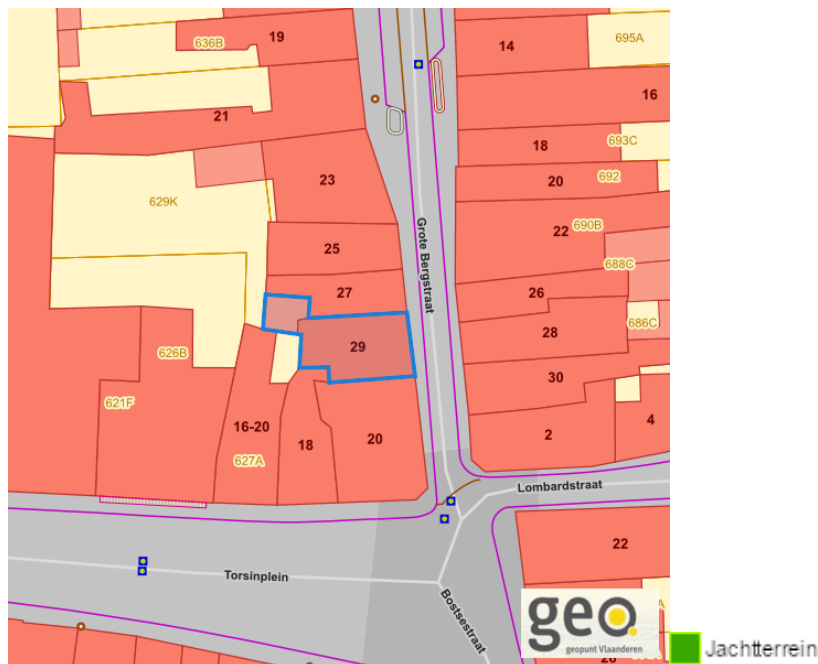 19
636B
14
695A
16
21
18
693C
23
20
692
629K
Grote Bergstraat
22
690B
25
688C
27
26
686C
28
29
626B
30
621F
16-20
18
20
2
4
627A
Lombardstraat
22
Torsinplein
Bostsestraat
geo
geopunt Vlaanderen
Jachtterrein